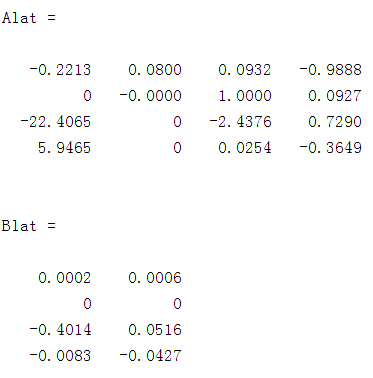 Alat =
-0.2213 0.0800 0.0932 -0.9888
0 -0.0000 1.0000 0.0927
-22.4065 0 -2.4376 0.7290
5.9465 0 0.0254 -0.3649
Blat =
0.0002 0.0006
0 0
-0.4014 0.0516
-0.0083 -0.0427